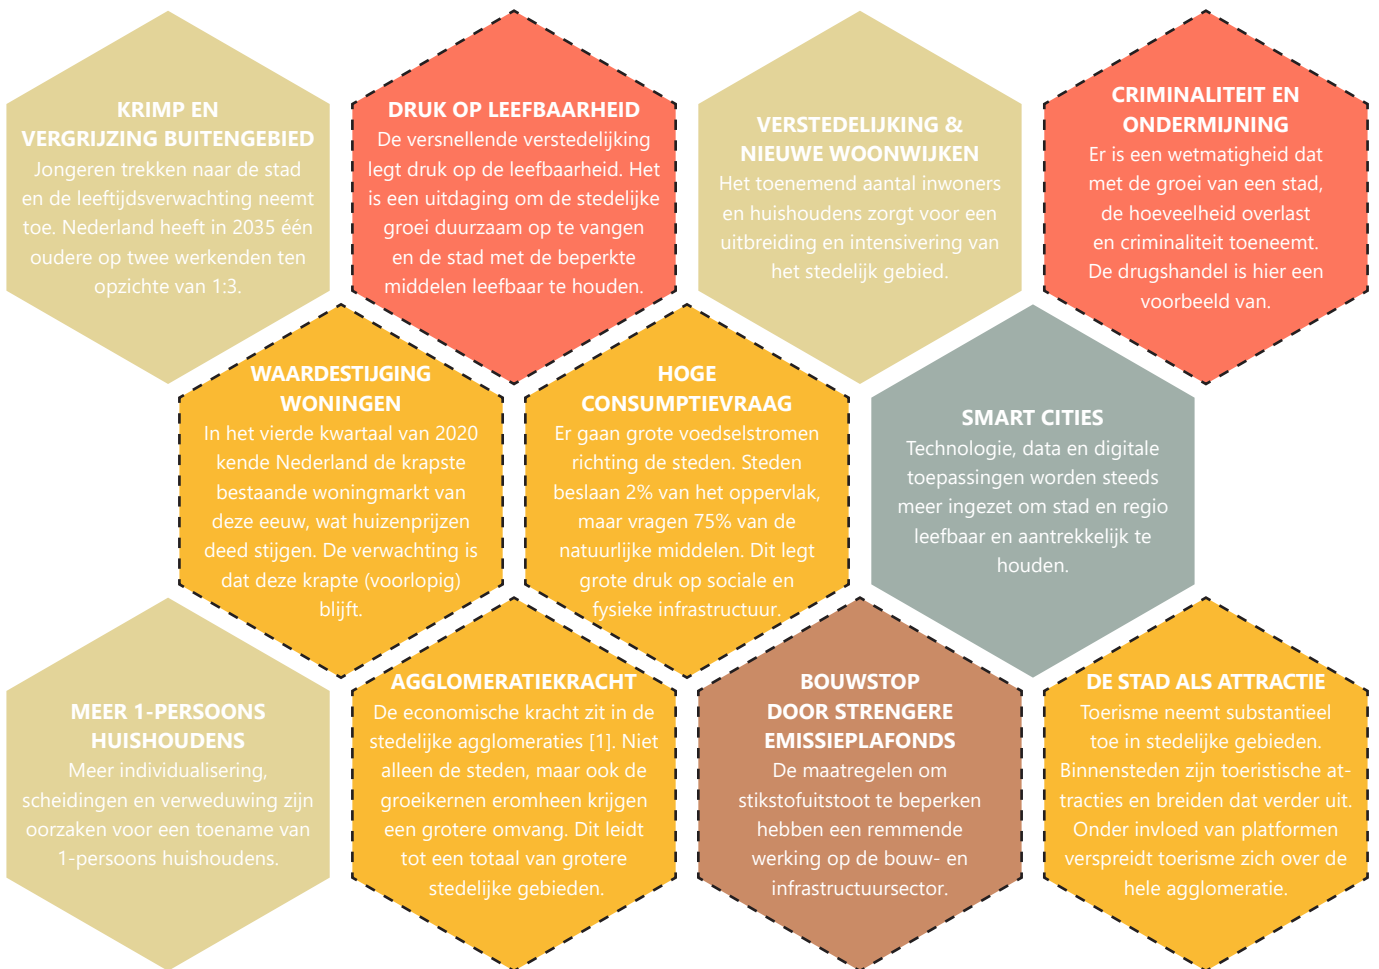 KRIMP EN
VERGRIJZING BUITENGEBIED
Jongeren trekken naar de stad
en de leeftijdsverwachting neemt
toe. Nederland heeft in 2035 één
oudere op twee werkenden ten
opzichte van 1:3.
DRUK OP LEEFBAARHEID
De versnellende verstedelijking
legt druk op de leefbaarheid. Het
is een uitdaging om de stedelijke
groei duurzaam op te vangen
en de stad met de beperkte
middelen leefbaar te houden.
VERSTEDELIJKING &
NIEUWE WOONWIJKEN
Het toenemend aantal inwoners
en huishoudens zorgt voor een
uitbreiding en intensivering van
het stedelijk gebied.
CRIMINALITEIT EN
ONDERMIJNING
Er is een wetmatigheid dat
met de groei van een stad,
de hoeveelheid overlast
en criminaliteit toeneemt.
De drugshandel is hier een
voorbeeld van.
WAARDESTIJGING
WONINGEN
In het vierde kwartaal van 2020
kende Nederland de krapste
bestaande woningmarkt van
deze eeuw, wat huizenprijzen
deed stijgen. De verwachting is
dat deze krapte (voorlopig)
blijft.
HOGE
CONSUMPTIEVRAAG
Er gaan grote voedselstromen
richting de steden. Steden
beslaan 2% van het oppervlak,
maar vragen 75% van de
natuurlijke middelen. Dit legt
grote druk op sociale en
fysieke infrastructuur.
SMART CITIES
Technologie, data en digitale
toepassingen worden steeds
meer ingezet om stad en regio
leefbaar en aantrekkelijk te
houden.
MEER 1-PERSOONS
HUISHOUDENS
Meer individualisering,
scheidingen en verweduwing zijn
oorzaken voor een toename van
1-persoons huishoudens.
AGGLOMERATIEKRACHT
De economische kracht zit in de
stedelijke agglomeraties [1]. Niet
alleen de steden, maar ook de
groeikernen eromheen krijgen
een grotere omvang. Dit leidt
tot een totaal van grotere
stedelijke gebieden.
BOUWSTOP
DOOR STRENGERE
EMISSIEPLAFONDS
De maatregelen om
stikstofuitstoot te beperken
hebben een remmende
werking op de bouw- en
infrastructuursector.
DE STAD ALS ATTRACTIE
Toerisme neemt substantieel
toe in stedelijke gebieden.
Binnensteden zijn toeristische at-
tracties en breiden dat verder uit.
Onder invloed van platformen
verspreidt toerisme zich over de
hele agglomeratie.